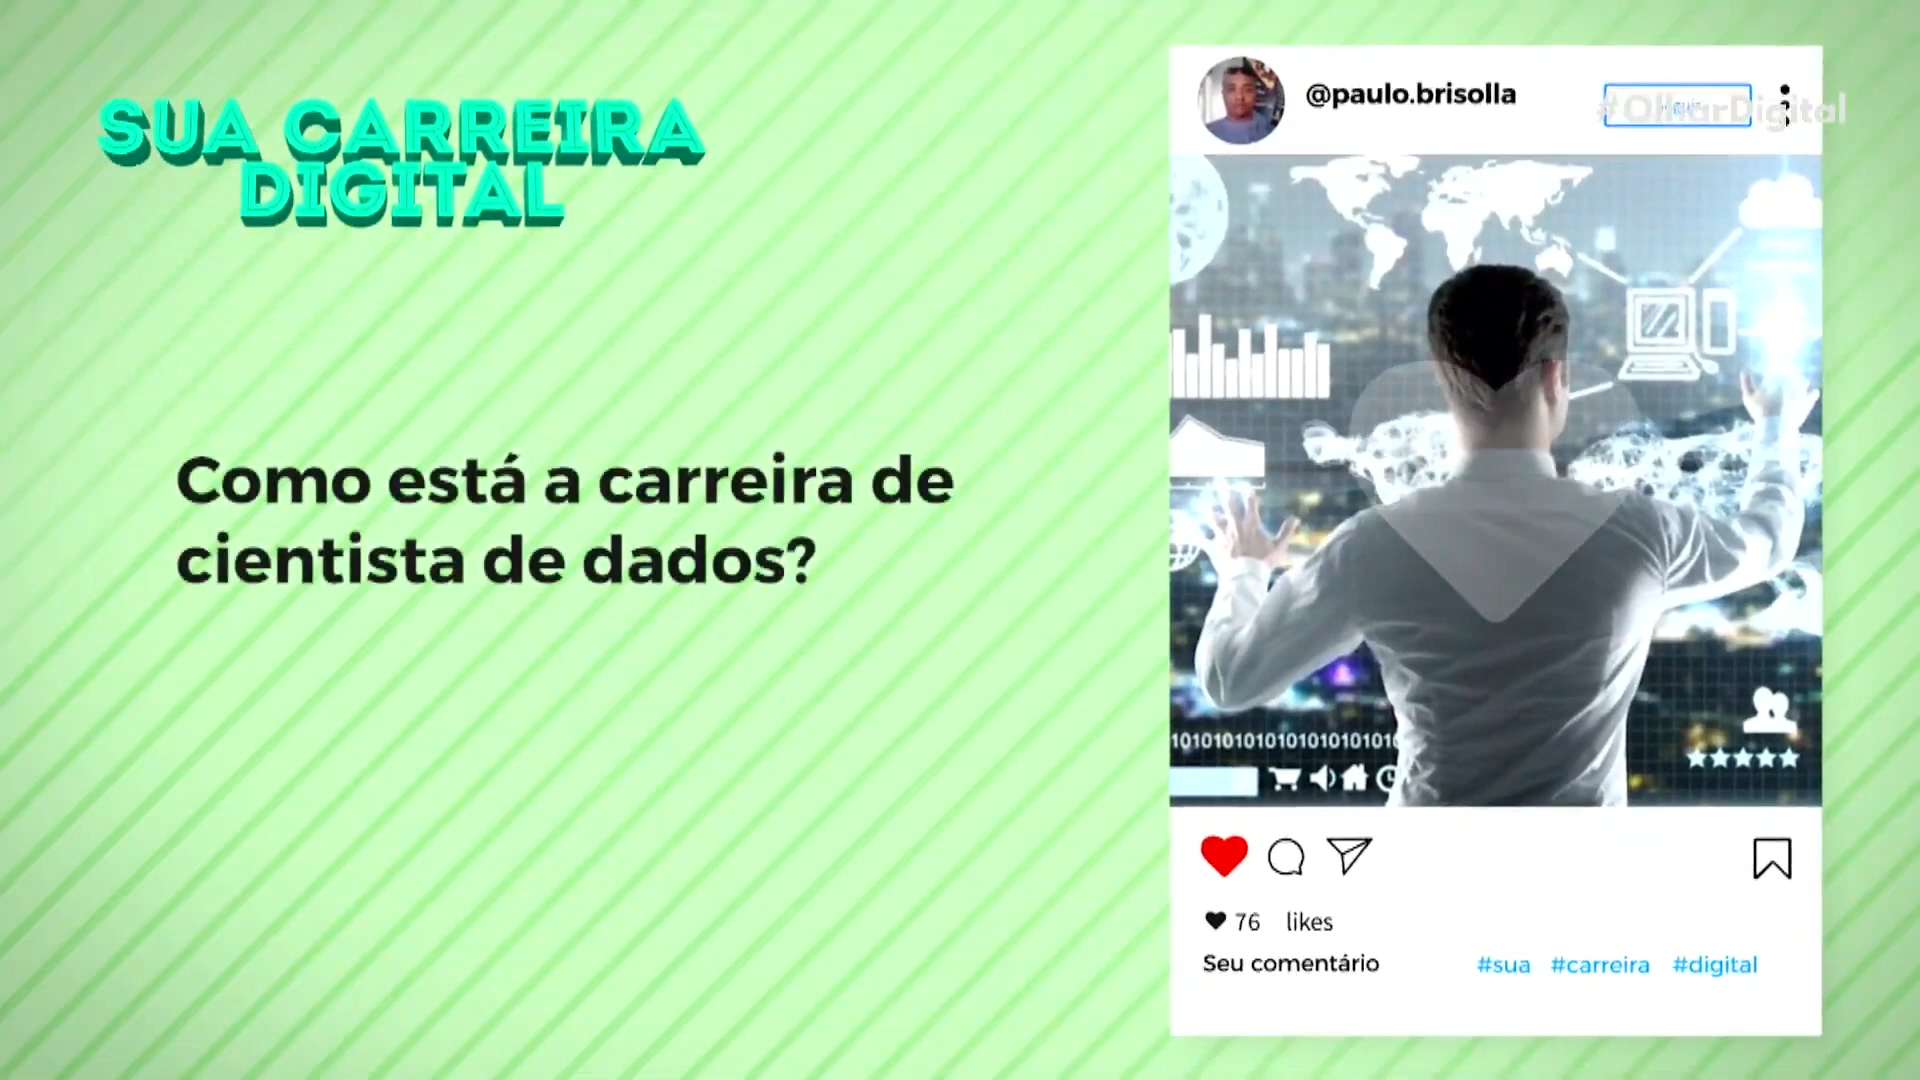 SUA CARREIRA
DIGITAL
Como está a carreira de
cientista de dados?
@paulo.brisolla
#OlharDigital
1010101010101010101010
76 likes
Seu comentário #sua #carreira #digital